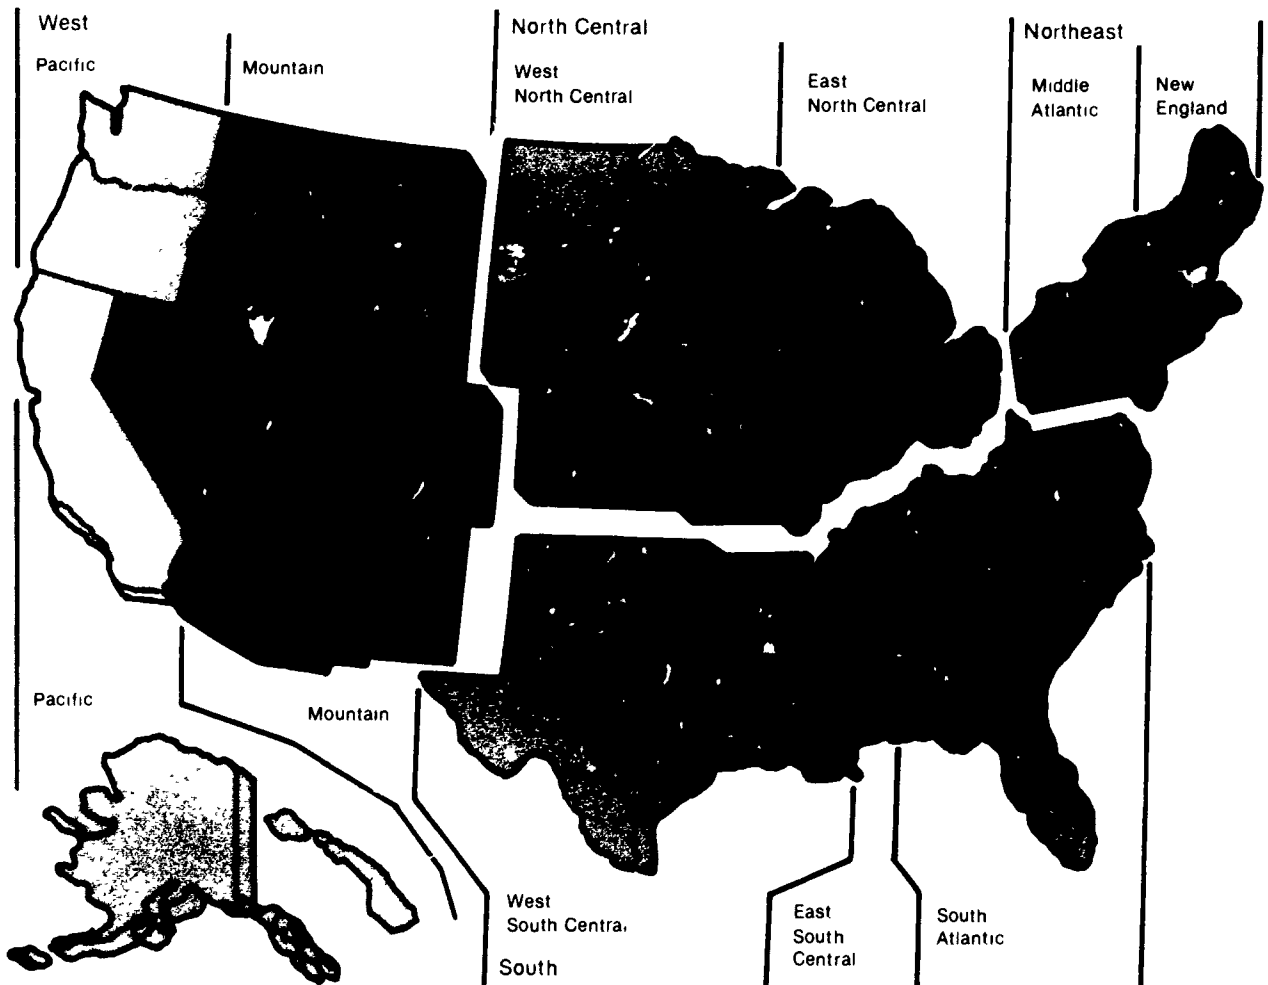 West
Pacific
Mountain
North Central
West
North Central
East
North Central
Northeast
Middle
Atlantic
New
England
Pacific
Mountain
West
South Central
South
East
South
Central
South
Atlantic